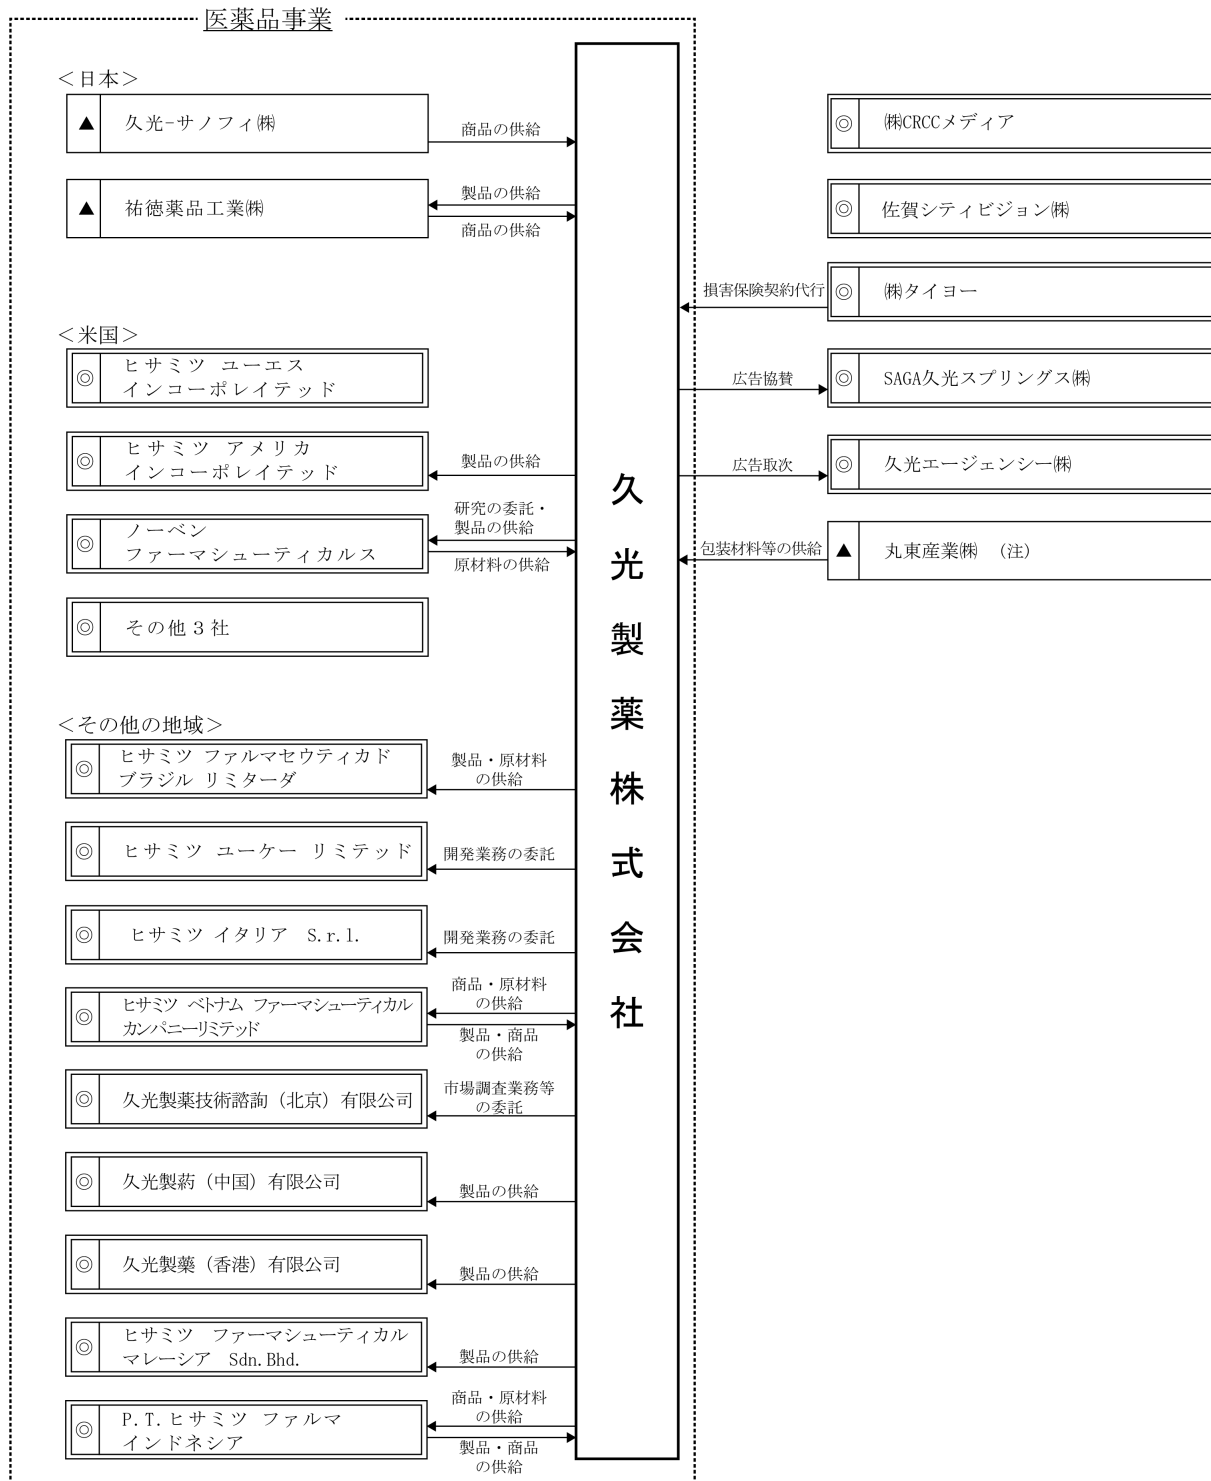 医薬品事業
＜日本＞
▲ 久光-サノフィ㈱
商品の供給
▲ 祐徳薬品工業㈱
製品の供給
商品の供給
＜米国＞
◎ ヒサミツ ユーエス
インコーポレイテッド
◎ ヒサミツ アメリカ
インコーポレイテッド
製品の供給
◎ ノーベン
ファーマシューティカルス
研究の委託・
製品の供給
原材料の供給
◎ その他３社
＜その他の地域＞
◎ ヒサミツ ファルマセウティカド
ブラジル リミターダ
製品・原材料
の供給
◎ ヒサミツ ユーケー リミテッド
開発業務の委託
◎ ヒサミツ イタリア S.r.l.
開発業務の委託
◎ ヒサミツ ベトナム ファーマシューティカル
カンパニーリミテッド
商品・原材料
の供給
製品・商品
の供給
◎ 久光製薬技術諮詢（北京）有限公司
市場調査業務等
の委託
◎ 久光製葯（中国）有限公司
製品の供給
◎ 久光製藥（香港）有限公司
製品の供給
◎ ヒサミツ ファーマシューティカル
マレーシア Sdn.Bhd.
製品の供給
◎ P.T.ヒサミツ ファルマ
インドネシア
商品・原材料
の供給
製品・商品
の供給
久光製薬株式会社
◎ ㈱CRCCメディア
◎ 佐賀シティビジョン㈱
損害保険契約代行
◎ ㈱タイヨー
広告協賛
◎ SAGA久光スプリングス㈱
広告取次
◎ 久光エージェンシー㈱
包装材料等の供給
▲ 丸東産業㈱ （注）